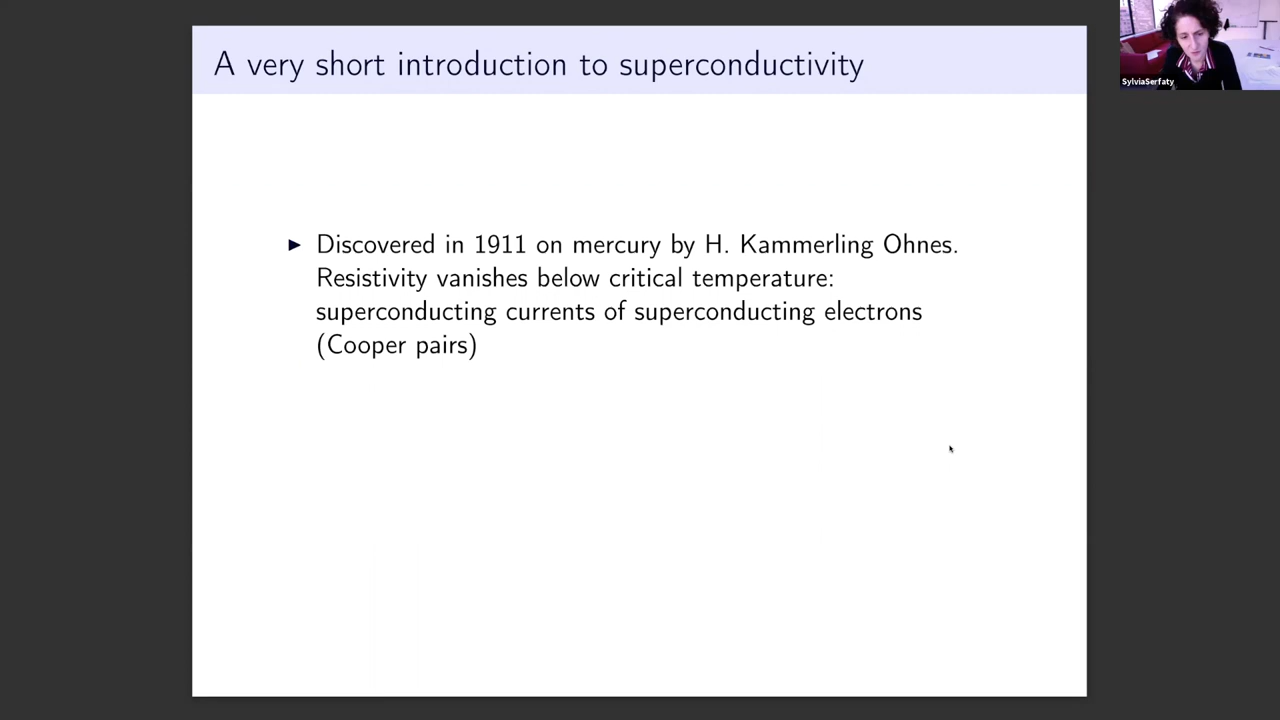 A very short introduction to superconductivity
SylviaSerfaty
▶ Discovered in 1911 on mercury by H. Kammerling Ohnes.
Resistivity vanishes below critical temperature:
superconducting currents of superconducting electrons
(Cooper pairs)